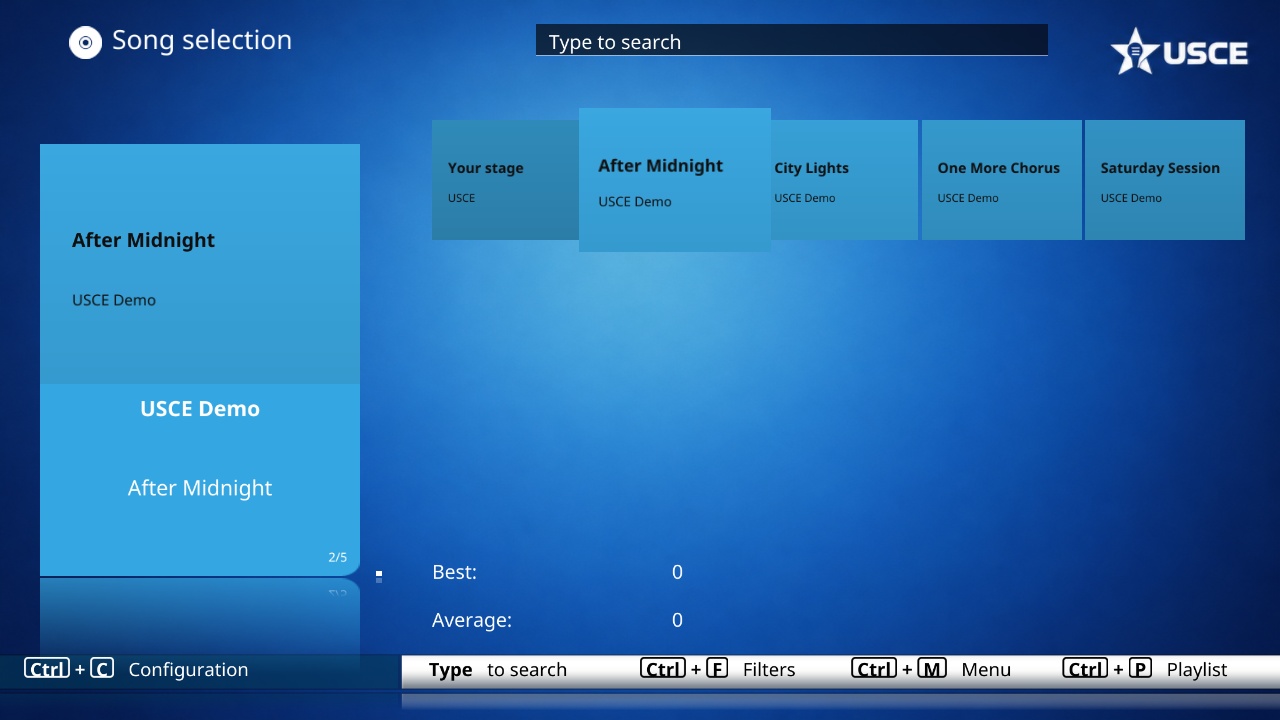 Song selection
Type to search
USCE
Your stage
USCE
After Midnight
USCE Demo
City Lights
USCE Demo
One More Chorus
USCE Demo
Saturday Session
USCE Demo
After Midnight
USCE Demo
USCE Demo
After Midnight
2/5
Best: 0
Average: 0
Ctrl + C Configuration
Type to search
Ctrl + F Filters
Ctrl + M Menu
Ctrl + P Playlist